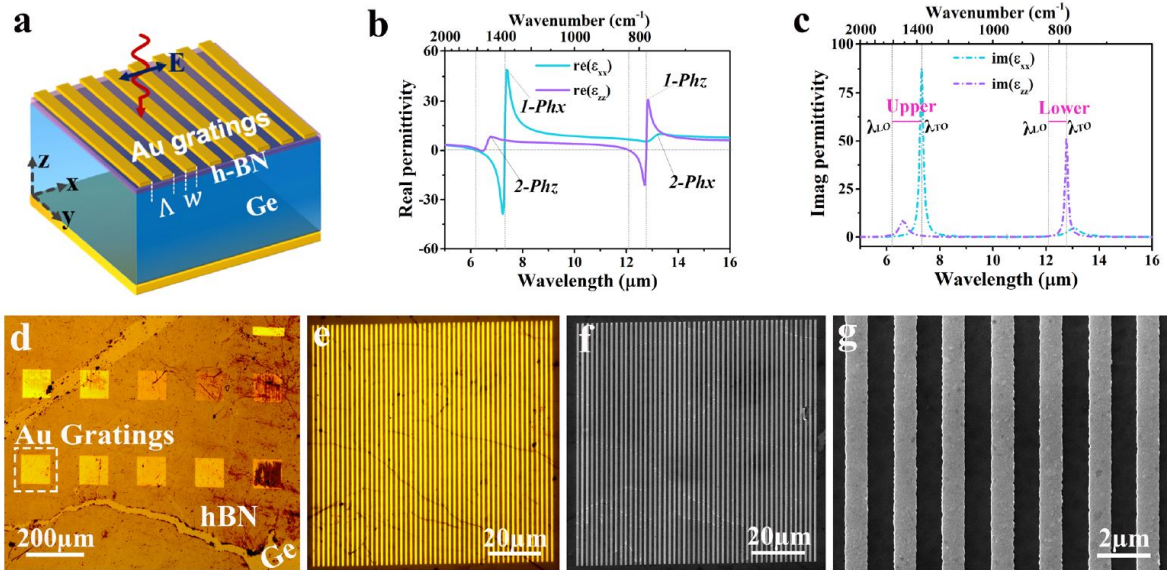 a
E
Au gratings
h-BN
Λ
w
Ge
z
x
y
b
Wavenumber (cm⁻¹)
2000
1400
1000
800
60
30
0
-30
-60
Real permittivity
re(εxx)
re(εzz)
1-Phx
1-Phz
2-Phz
2-Phx
6 8 10 12 14 16
Wavelength (μm)
c
Wavenumber (cm⁻¹)
2000
1400
1000
800
100
75
50
25
0
Imag permittivity
im(εxx)
im(εzz)
Upper
Lower
λLO
λTO
λLO
λTO
6 8 10 12 14 16
Wavelength (μm)
d
Au Gratings
hBN
200μm
Ge
e
20μm
f
20μm
g
2μm